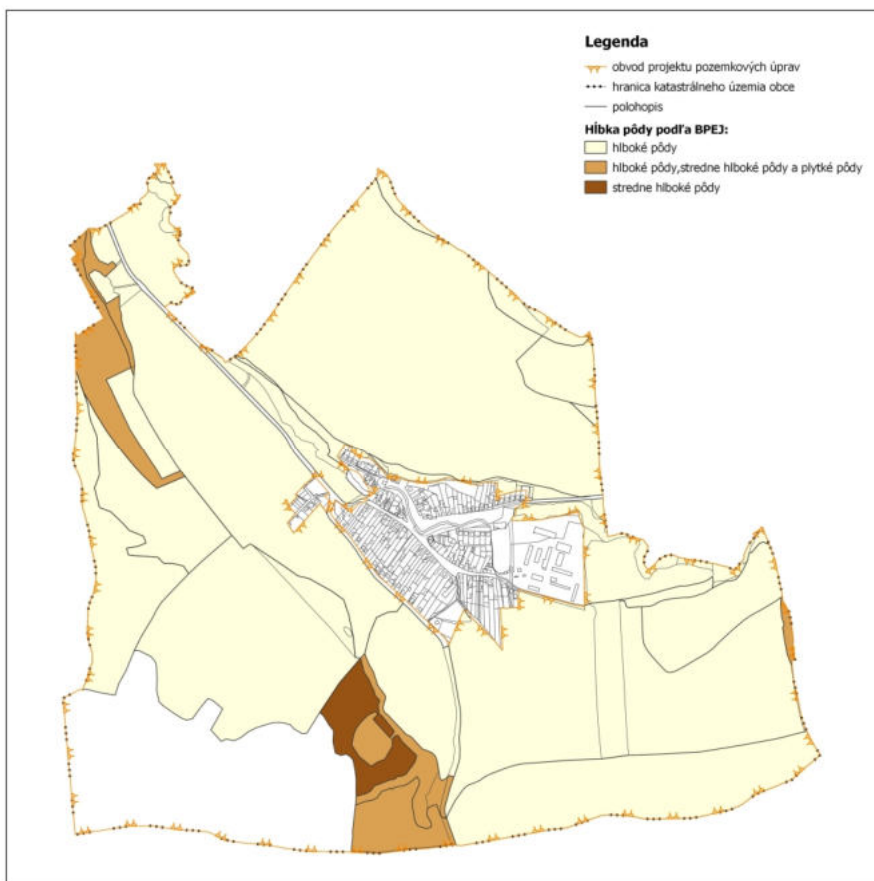 Legenda
obvod projektu pozemkových úprav
hranica katastrálneho územia obce
polohopis
Hĺbka pôdy podľa BPEJ:
hlboké pôdy
hlboké pôdy,stredne hlboké pôdy a plytké pôdy
stredne hlboké pôdy